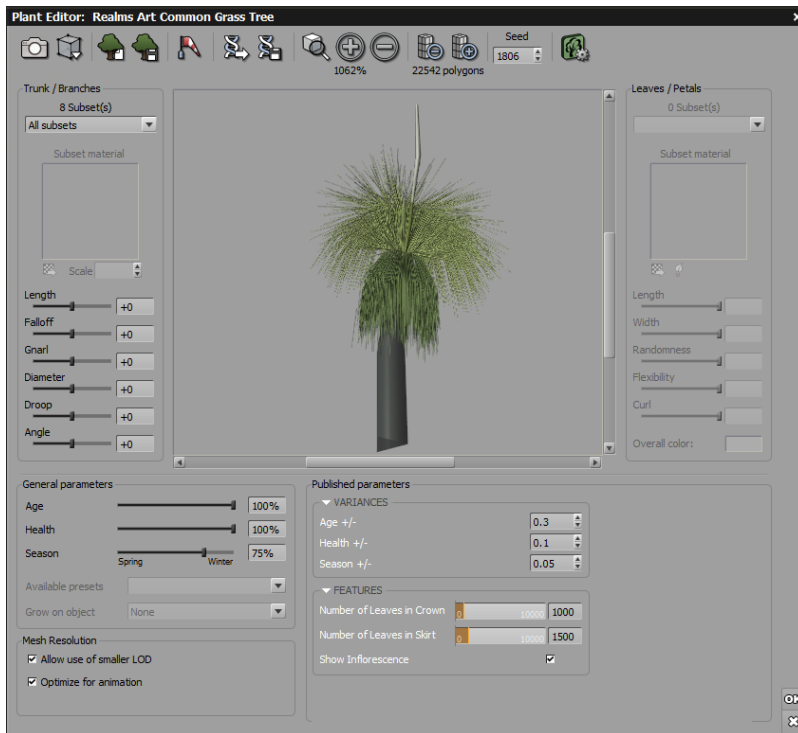 Plant Editor: Realms Art Common Grass Tree
Seed
1806
1062%
22542 polygons
Trunk / Branches
8 Subset(s)
All subsets
Subset material
Scale
Length
+0
Falloff
+0
Gnarl
+0
Diameter
+0
Droop
+0
Angle
+0
Leaves / Petals
0 Subset(s)
Subset material
Length
Width
Randomness
Flexibility
Curl
Overall color:
General parameters
Age
100%
Health
100%
Season
75%
Spring
Winter
Available presets
Grow on object
None
Mesh Resolution
Allow use of smaller LOD
Optimize for animation
Published parameters
VARIANCES
Age +/-
0.3
Health +/-
0.1
Season +/-
0.05
FEATURES
Number of Leaves in Crown
0
10000
1000
Number of Leaves in Skirt
0
10000
1500
Show Inflorescence
OK